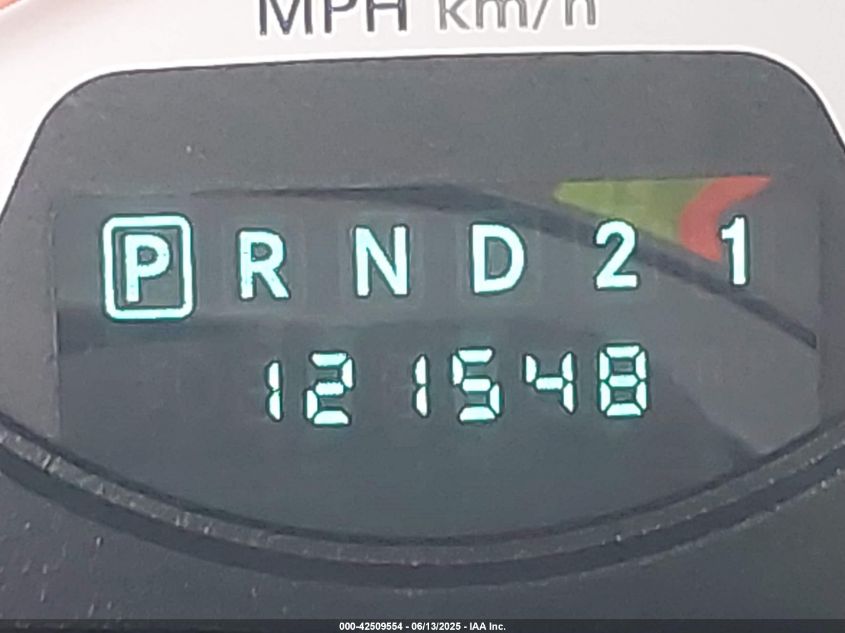 MPH km/h
P R N D 2 1
121548
000-42509554 - 06/13/2025 - IAA Inc.